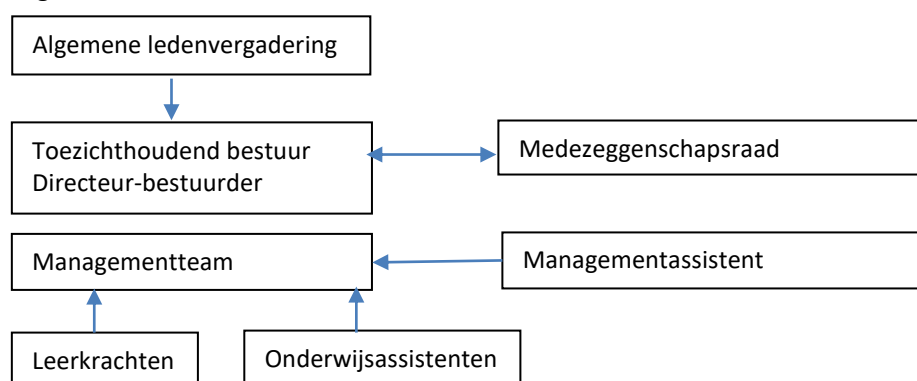 Algemene ledenvergadering
Toezichthoudend bestuur
Directeur-bestuurder
Medezeggenschapsraad
Managementteam
Managementassistent
Leerkrachten
Onderwijsassistenten